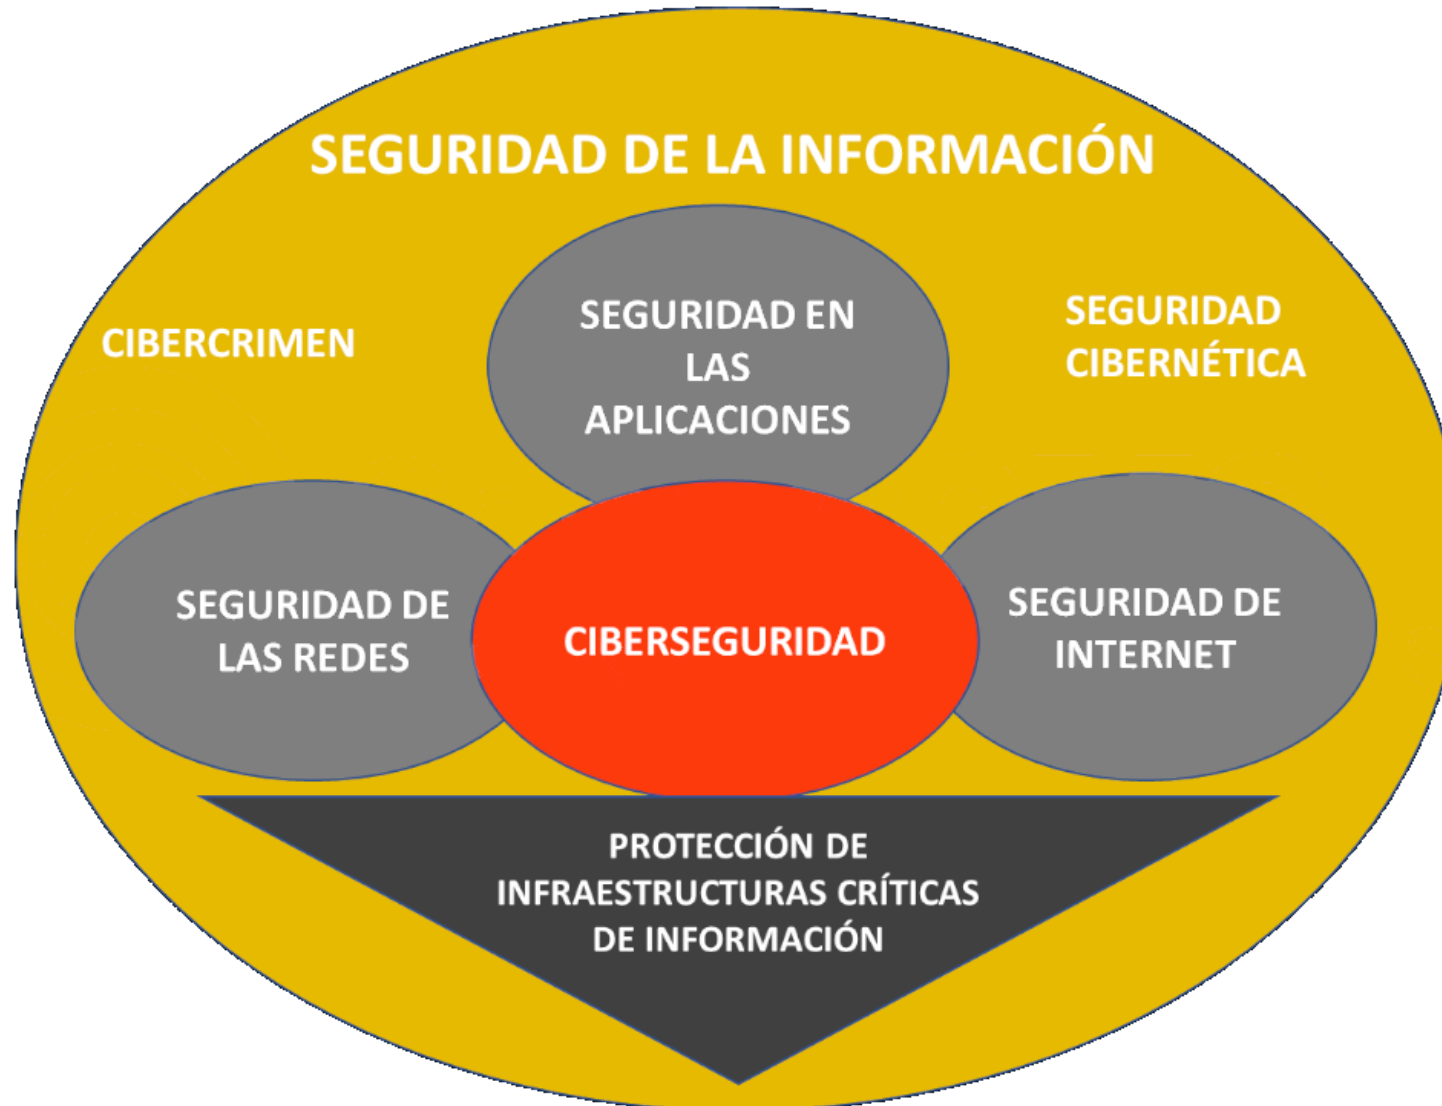 SEGURIDAD DE LA INFORMACIÓN
CIBERCRIMEN
SEGURIDAD EN
LAS
APLICACIONES
SEGURIDAD
CIBERNÉTICA
SEGURIDAD DE
LAS REDES
CIBERSEGURIDAD
SEGURIDAD DE
INTERNET
PROTECCIÓN DE
INFRAESTRUCTURAS CRÍTICAS
DE INFORMACIÓN